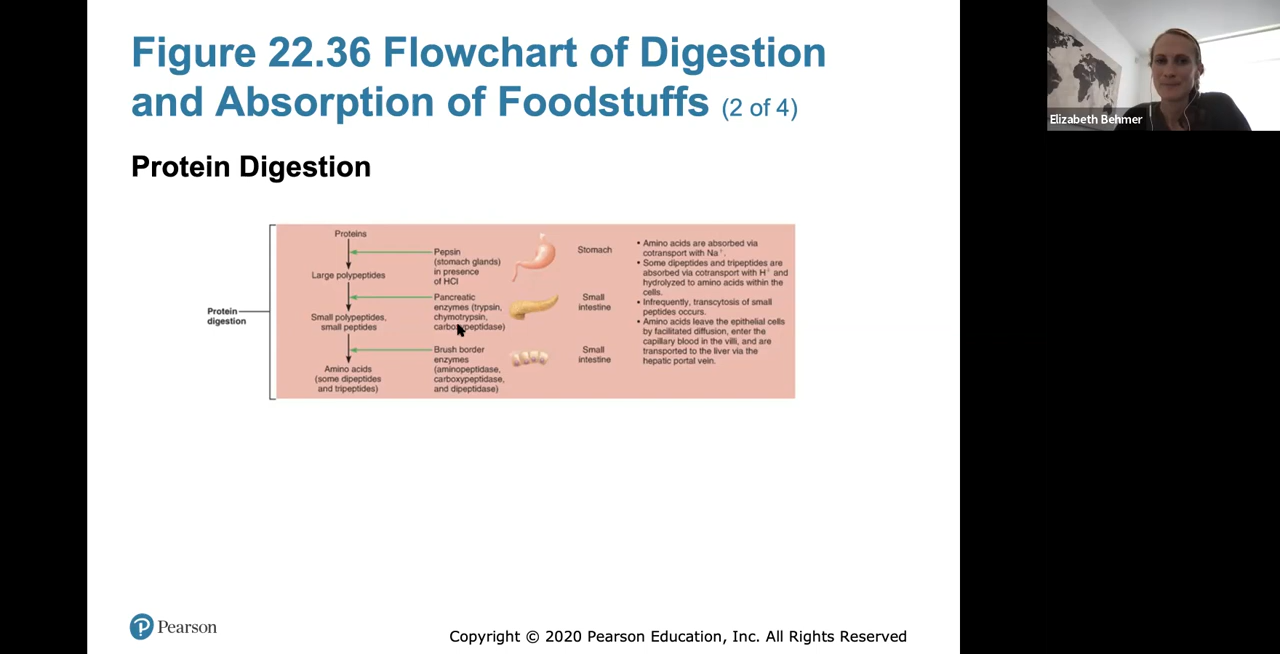 Figure 22.36 Flowchart of Digestion
and Absorption of Foodstuffs (2 of 4)
Elizabeth Behmer
Protein Digestion
Protein
digestion
Proteins
Large polypeptides
Small polypeptides,
small peptides
Amino acids
(some dipeptides
and tripeptides)
Pepsin
(stomach glands)
in presence
of HCl
Pancreatic
enzymes (trypsin,
chymotrypsin,
carboxypeptidase)
Brush border
enzymes
(aminopeptidase,
carboxypeptidase,
and dipeptidase)
Stomach
Small
intestine
Small
intestine
• Amino acids are absorbed via
cotransport with Na⁺.
• Some dipeptides and tripeptides are
absorbed via cotransport with H⁺ and
hydrolyzed to amino acids within the
cells.
• Infrequently, transcytosis of small
peptides occurs.
• Amino acids leave the epithelial cells
by facilitated diffusion, enter the
capillary blood in the villi, and are
transported to the liver via the
hepatic portal vein.
P Pearson
Copyright © 2020 Pearson Education, Inc. All Rights Reserved